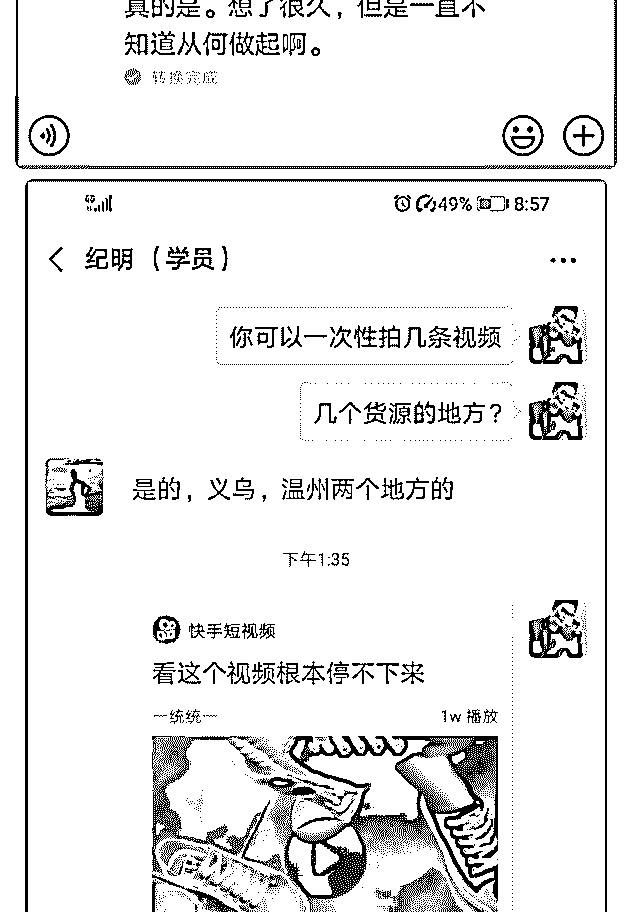 真的是。想了很久，但是一直不
知道从何做起啊。
转换完成
49% 8:57
纪明（学员）
你可以一次性拍几条视频
几个货源的地方？
是的，义乌，温州两个地方的
下午1:35
快手短视频
看这个视频根本停不下来
一统统一 1w 播放